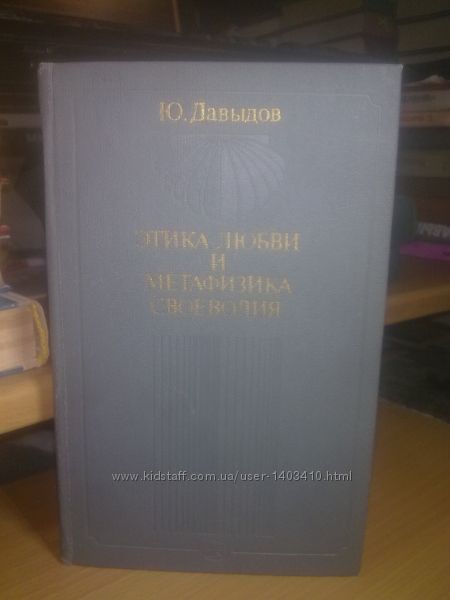 Ю. Давыдов
ЭТИКА ЛЮБВИ
И
МЕТАФИЗИКА
СВОЕВОЛИЯ
www.kidstaff.com.ua/user-1403410.html